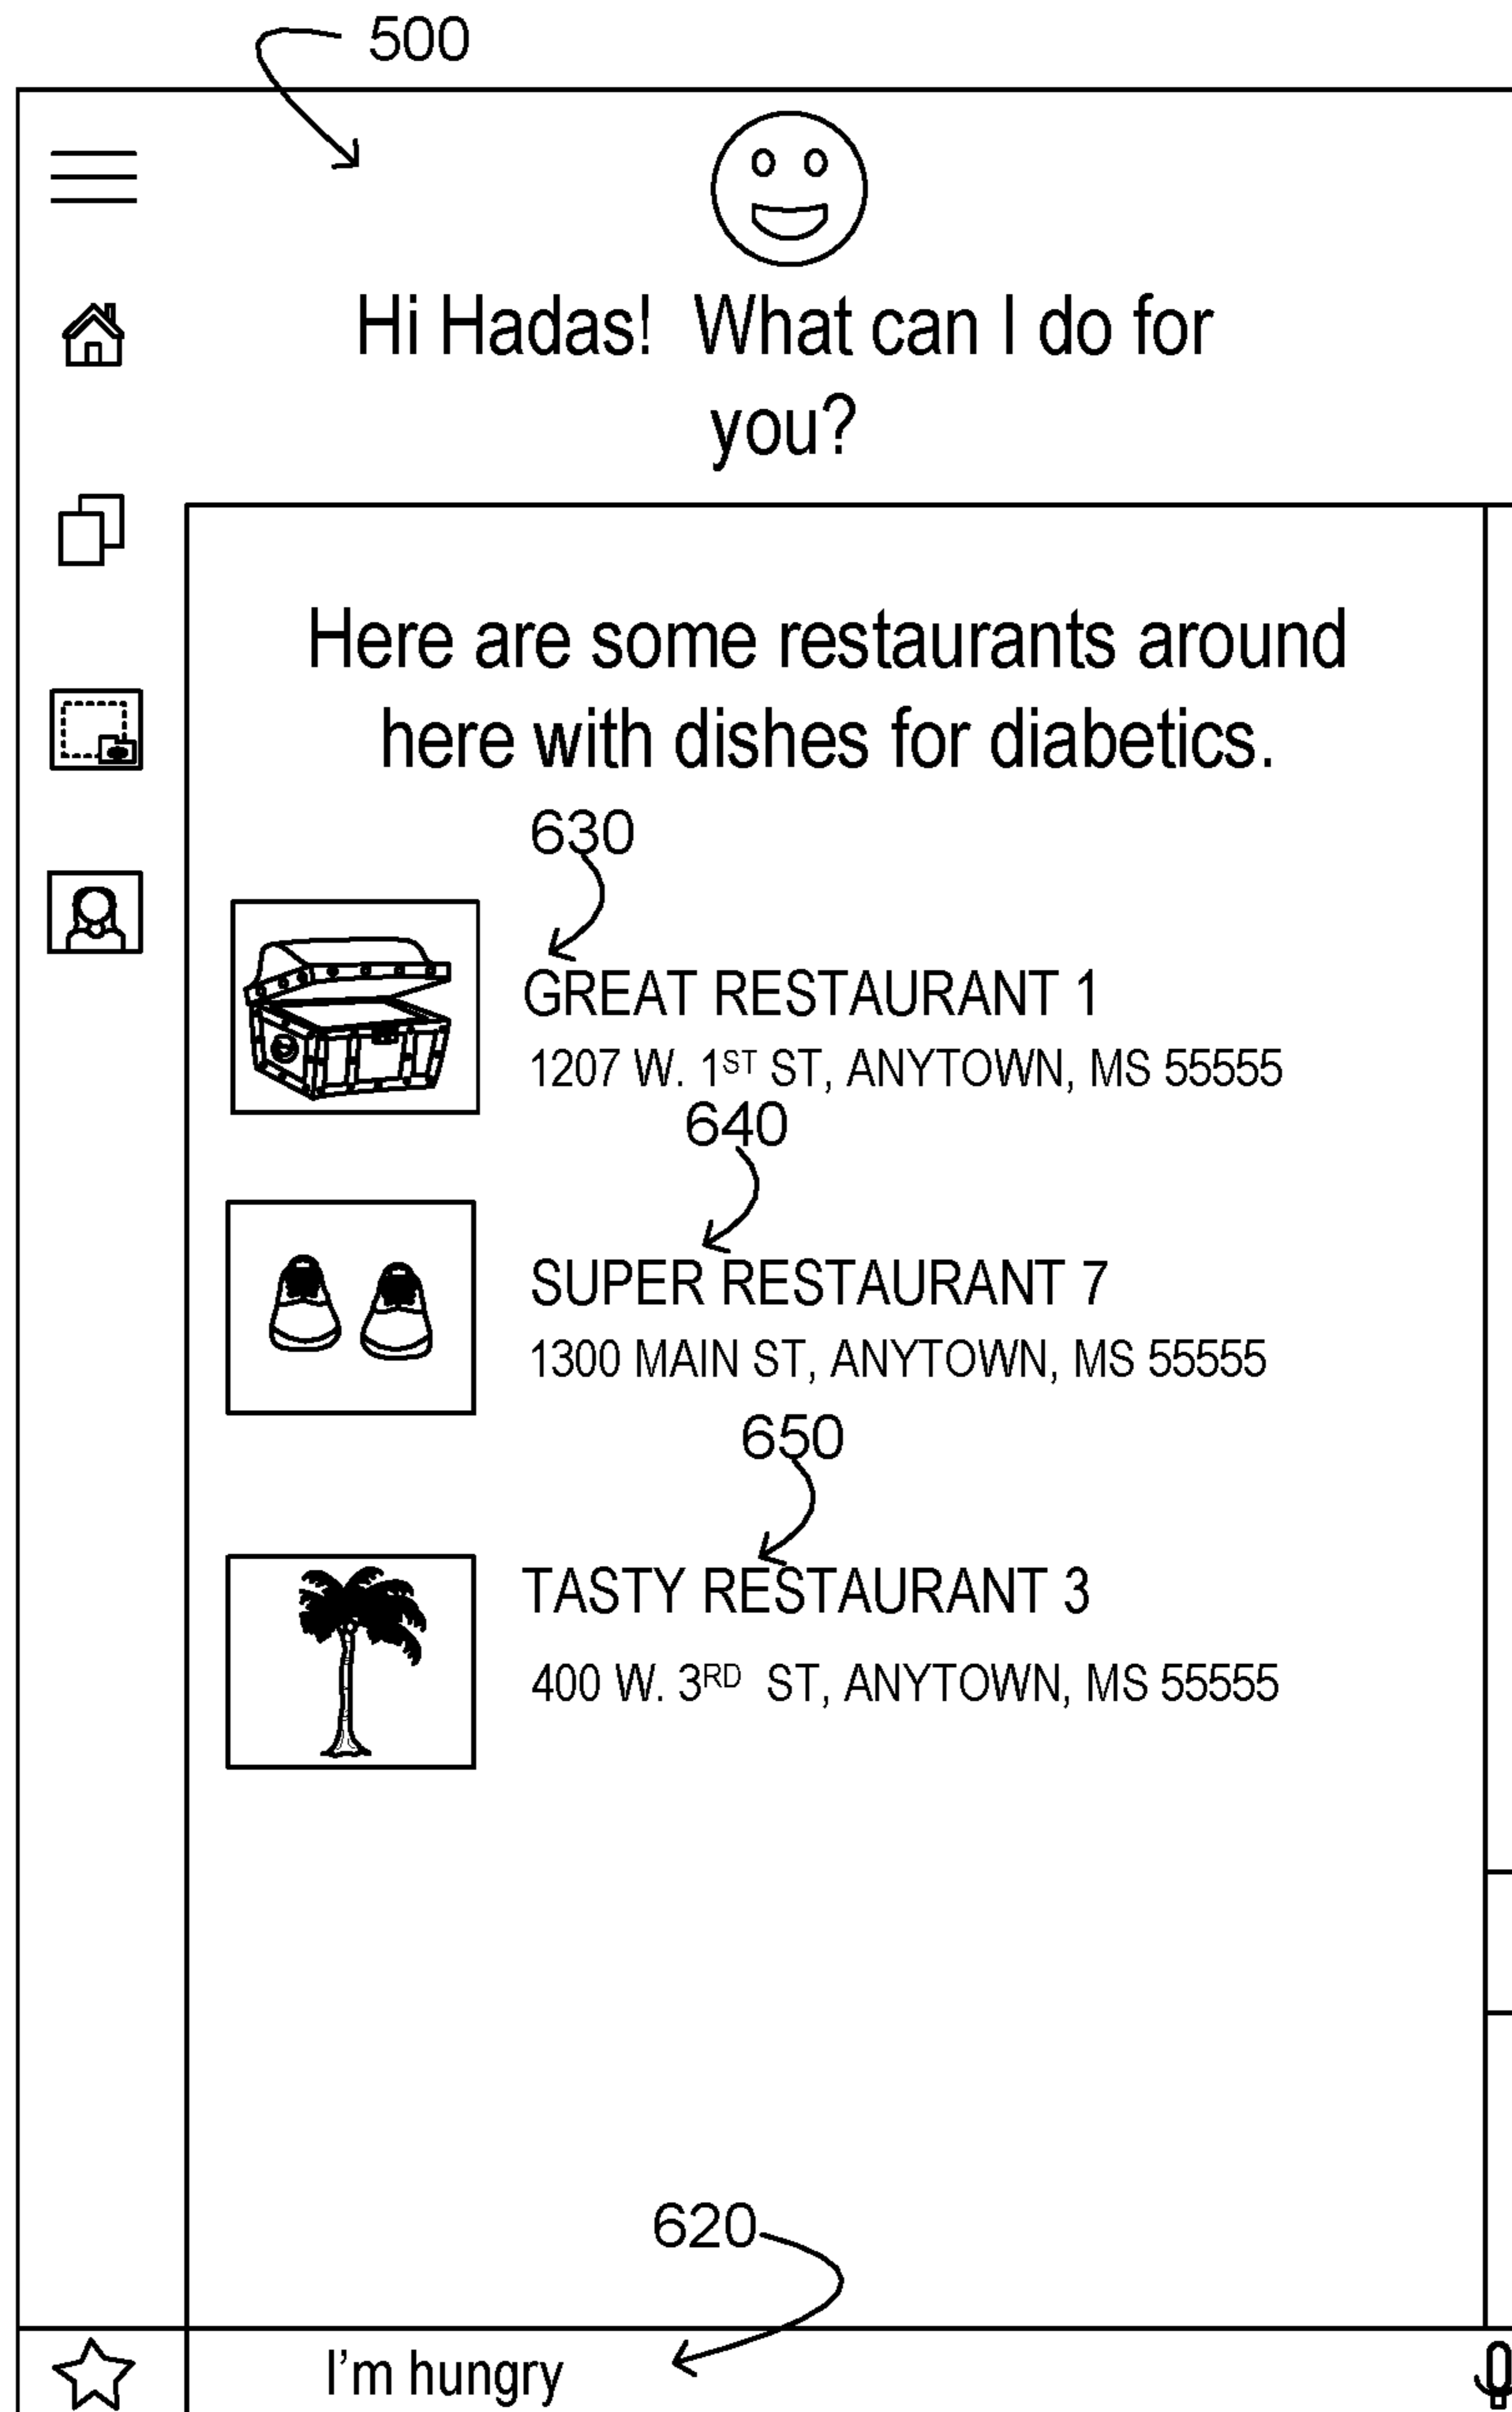 500
Hi Hadas! What can I do for
you?
Here are some restaurants around
here with dishes for diabetics.
630
GREAT RESTAURANT 1
1207 W. 1ST ST, ANYTOWN, MS 55555
640
SUPER RESTAURANT 7
1300 MAIN ST, ANYTOWN, MS 55555
650
TASTY RESTAURANT 3
400 W. 3RD ST, ANYTOWN, MS 55555
620
I'm hungry